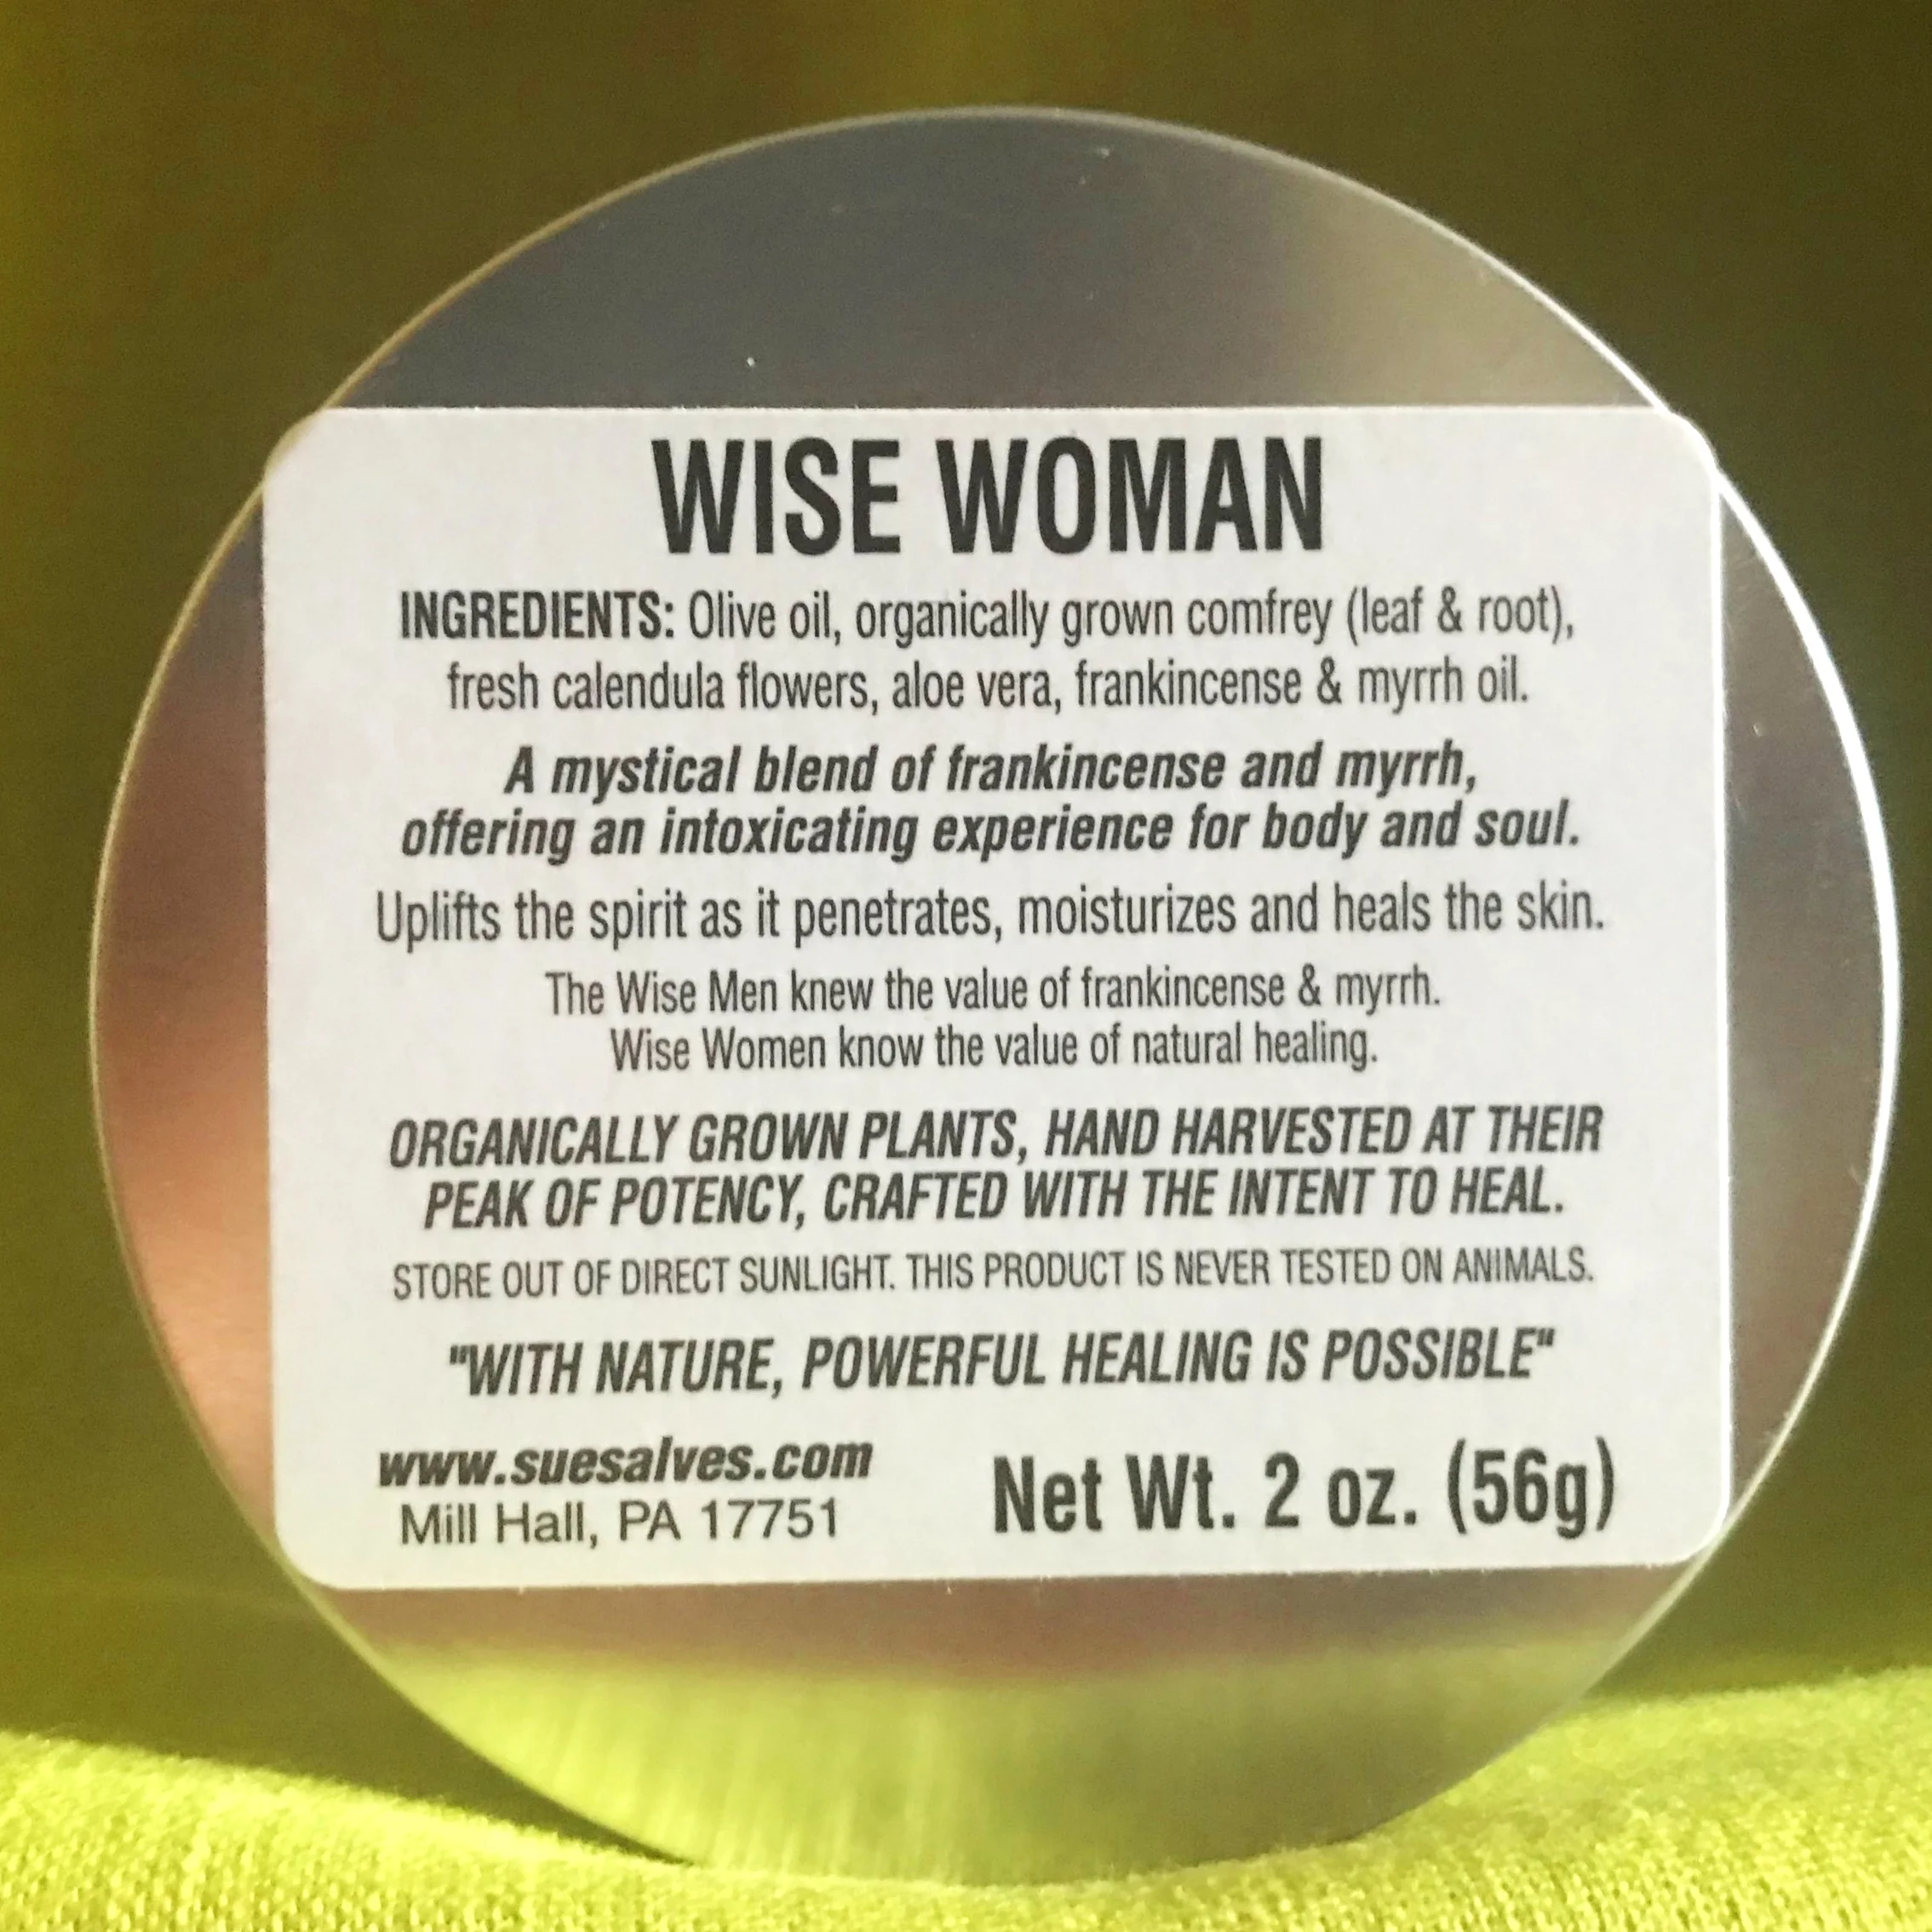 WISE WOMAN
INGREDIENTS: Olive oil, organically grown comfrey (leaf & root),
fresh calendula flowers, aloe vera, frankincense & myrrh oil.
A mystical blend of frankincense and myrrh,
offering an intoxicating experience for body and soul.
Uplifts the spirit as it penetrates, moisturizes and heals the skin.
The Wise Men knew the value of frankincense & myrrh.
Wise Women know the value of natural healing.
ORGANICALLY GROWN PLANTS, HAND HARVESTED AT THEIR
PEAK OF POTENCY, CRAFTED WITH THE INTENT TO HEAL.
STORE OUT OF DIRECT SUNLIGHT. THIS PRODUCT IS NEVER TESTED ON ANIMALS.
"WITH NATURE, POWERFUL HEALING IS POSSIBLE"
www.suesalves.com
Mill Hall, PA 17751
Net Wt. 2 oz. (56g)